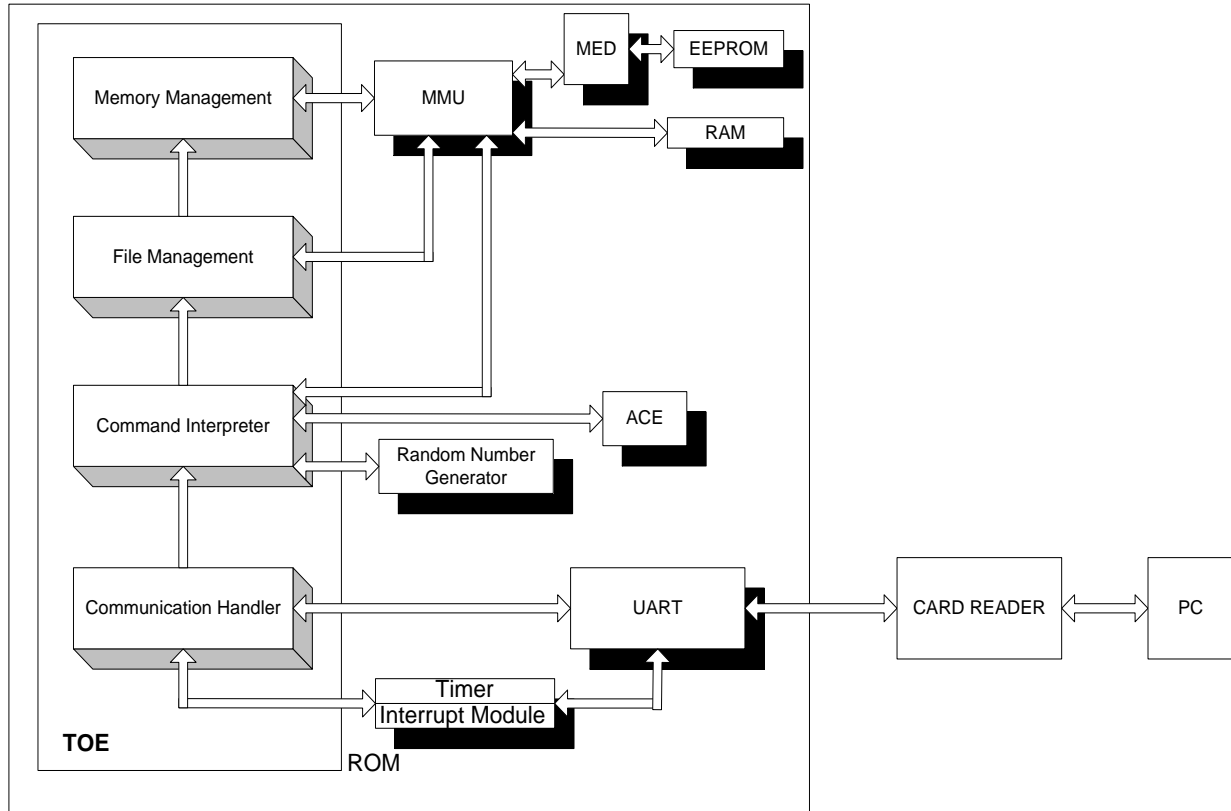 MED
EEPROM
Memory Management
MMU
RAM
File Management
Command Interpreter
ACE
Random Number
Generator
Communication Handler
UART
CARD READER
PC
Timer
Interrupt Module
TOE
ROM